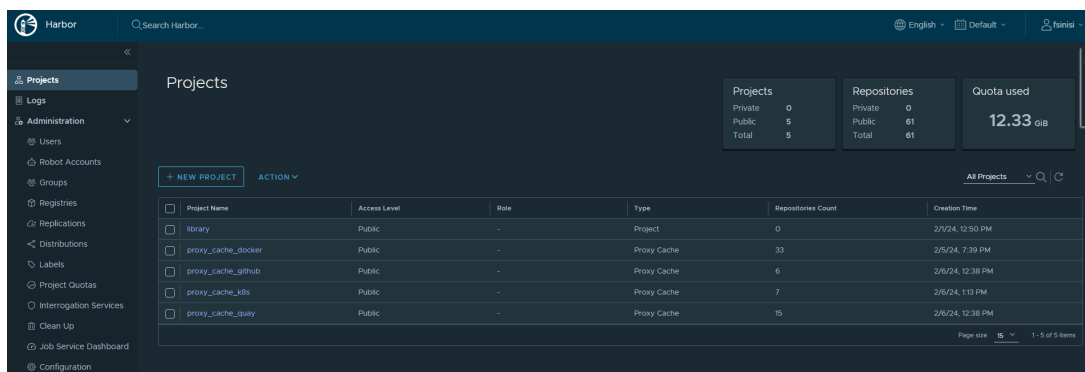 Harbor
Search Harbor...
English
Default
fsinisi
Projects
Logs
Administration
Users
Robot Accounts
Groups
Registries
Replications
Distributions
Labels
Project Quotas
Interrogation Services
Clean Up
Job Service Dashboard
Configuration
Projects
Projects
Private 0
Public 5
Total 5
Repositories
Private 0
Public 61
Total 61
Quota used
12.33 GiB
+ NEW PROJECT ACTION
All Projects
Project Name Access Level Role Type Repositories Count Creation Time
library Public - Project 0 2/1/24, 12:50 PM
proxy_cache_docker Public - Proxy Cache 33 2/5/24, 7:39 PM
proxy_cache_github Public - Proxy Cache 6 2/6/24, 12:38 PM
proxy_cache_k8s Public - Proxy Cache 7 2/6/24, 1:13 PM
proxy_cache_quay Public - Proxy Cache 15 2/6/24, 12:38 PM
Page size 15 1 - 5 of 5 items